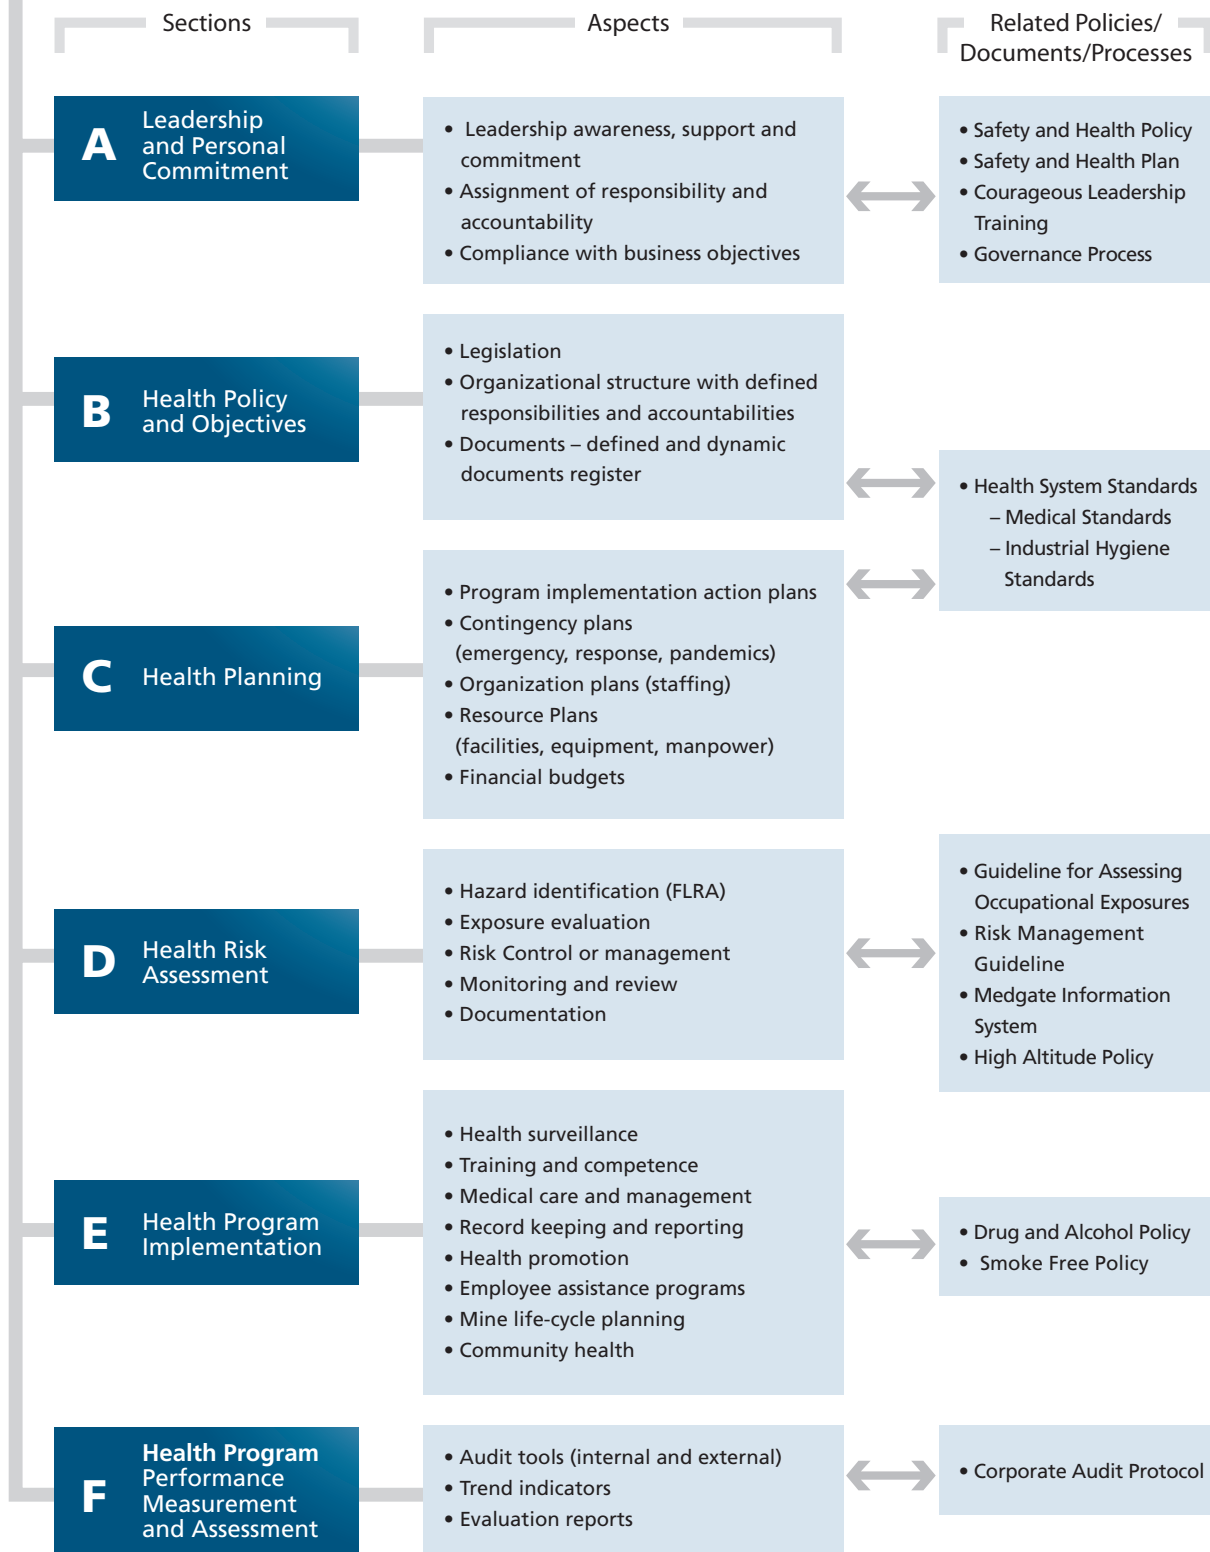 Sections
Aspects
Related Policies/
Documents/Processes
A
Leadership
and Personal
Commitment
• Leadership awareness, support and
commitment
• Assignment of responsibility and
accountability
• Compliance with business objectives
• Safety and Health Policy
• Safety and Health Plan
• Courageous Leadership
Training
• Governance Process
B
Health Policy
and Objectives
• Legislation
• Organizational structure with defined
responsibilities and accountabilities
• Documents – defined and dynamic
documents register
• Health System Standards
– Medical Standards
– Industrial Hygiene
Standards
C
Health Planning
• Program implementation action plans
• Contingency plans
(emergency, response, pandemics)
• Organization plans (staffing)
• Resource Plans
(facilities, equipment, manpower)
• Financial budgets
D
Health Risk
Assessment
• Hazard identification (FLRA)
• Exposure evaluation
• Risk Control or management
• Monitoring and review
• Documentation
• Guideline for Assessing
Occupational Exposures
• Risk Management
Guideline
• Medgate Information
System
• High Altitude Policy
E
Health Program
Implementation
• Health surveillance
• Training and competence
• Medical care and management
• Record keeping and reporting
• Health promotion
• Employee assistance programs
• Mine life-cycle planning
• Community health
• Drug and Alcohol Policy
• Smoke Free Policy
F
Health Program
Performance
Measurement
and Assessment
• Audit tools (internal and external)
• Trend indicators
• Evaluation reports
• Corporate Audit Protocol